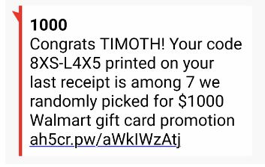 1000
Congrats TIMOTH! Your code
8XS-L4X5 printed on your
last receipt is among 7 we
randomly picked for $1000
Walmart gift card promotion
ah5cr.pw/aWkIWzAtj